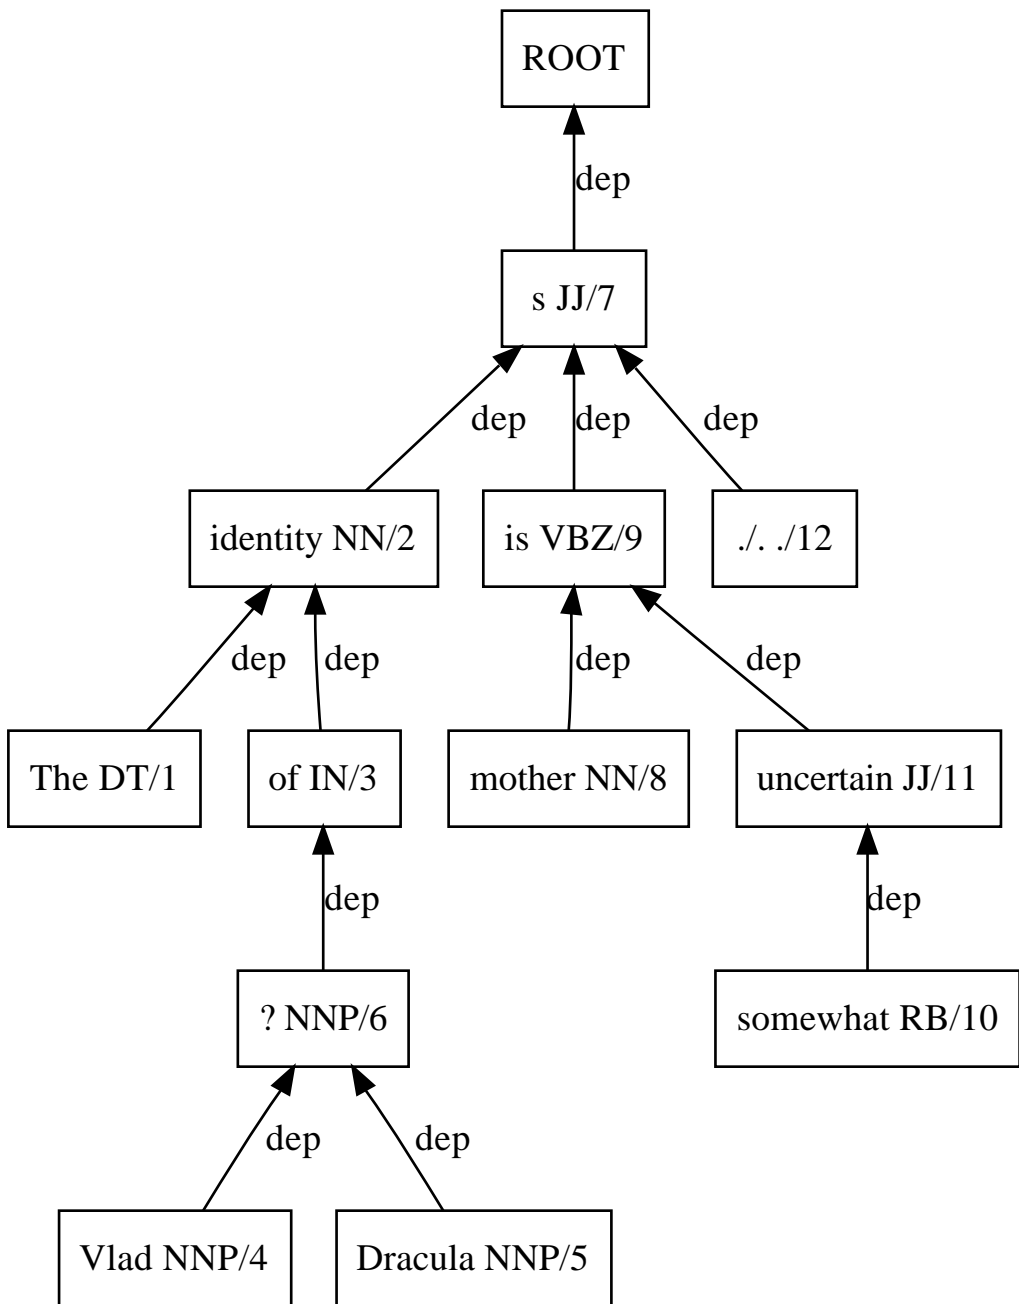 ROOT
dep
s JJ/7
dep dep dep
identity NN/2 is VBZ/9 ./. ./12
dep dep dep dep
The DT/1 of IN/3 mother NN/8 uncertain JJ/11
dep dep
? NNP/6 somewhat RB/10
dep dep
Vlad NNP/4 Dracula NNP/5